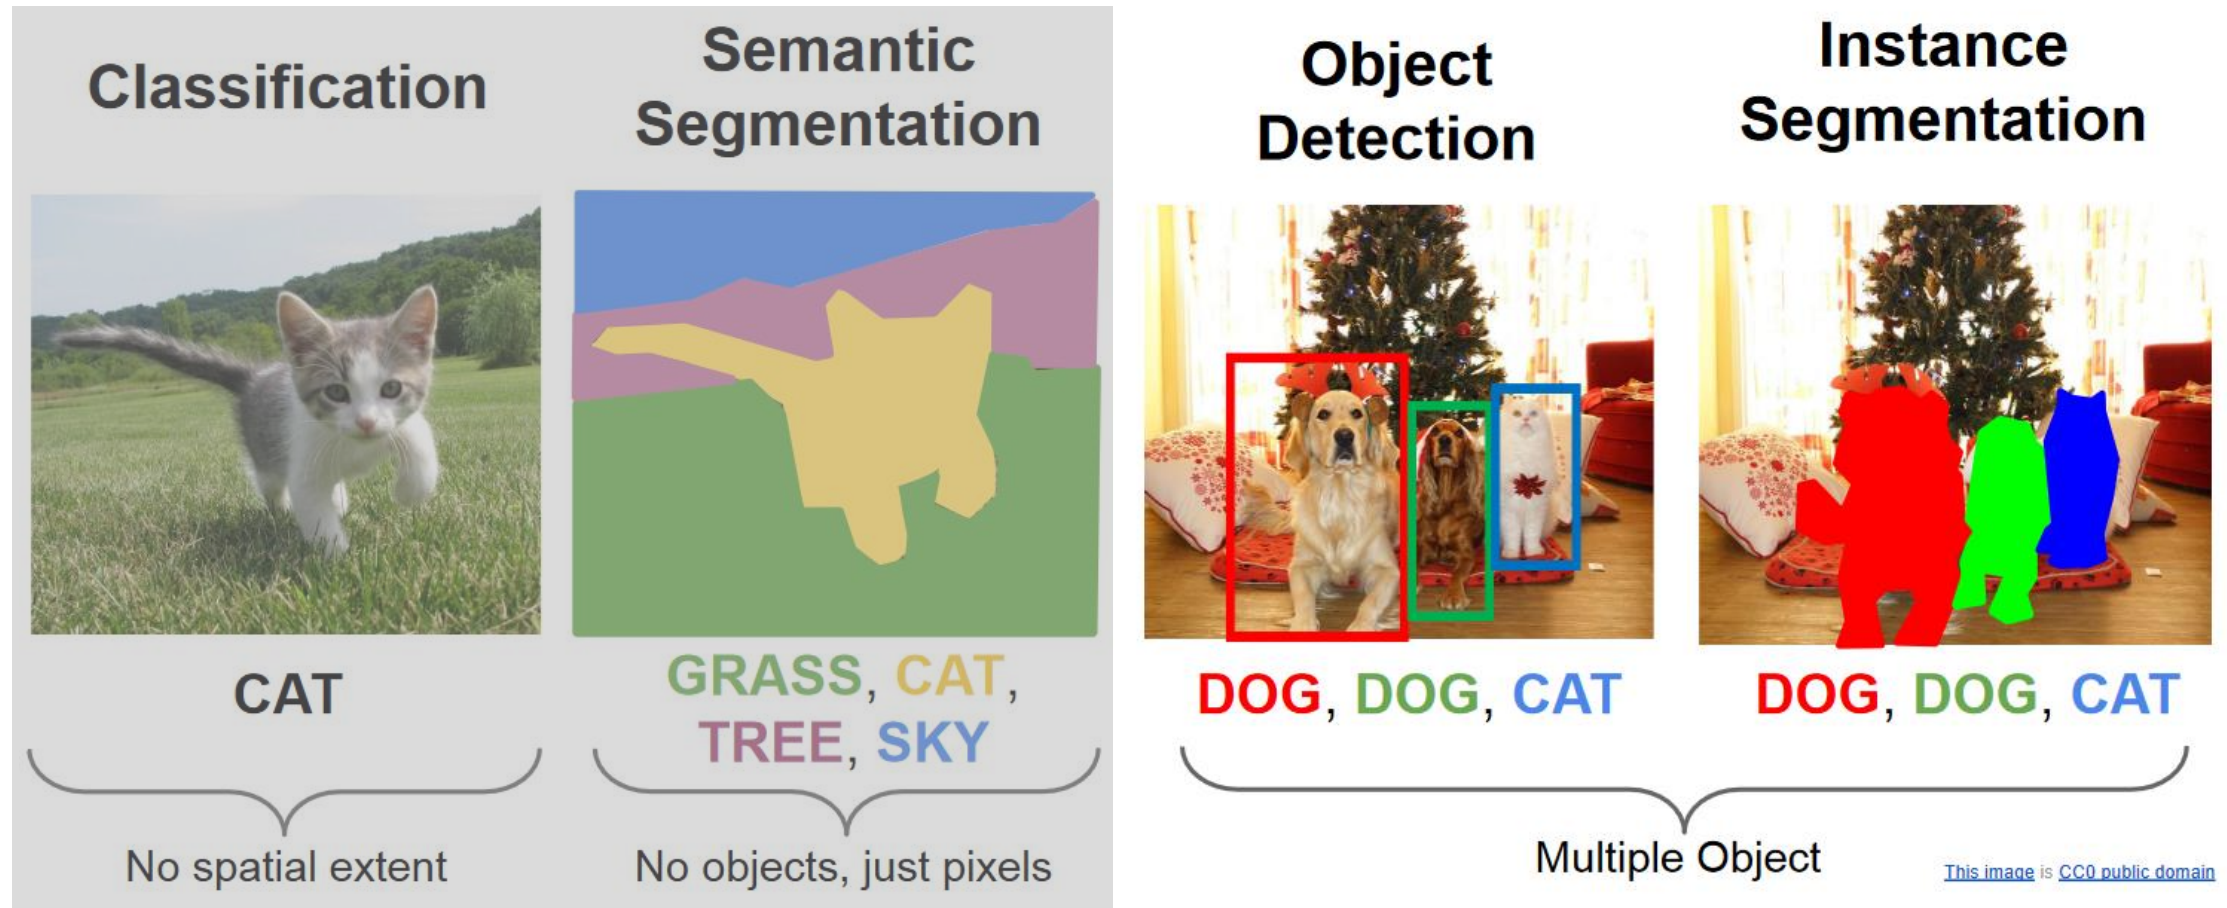 Classification
Semantic
Segmentation
Object
Detection
Instance
Segmentation
CAT
GRASS, CAT,
TREE, SKY
DOG, DOG, CAT
DOG, DOG, CAT
No spatial extent
No objects, just pixels
Multiple Object
This image is CC0 public domain